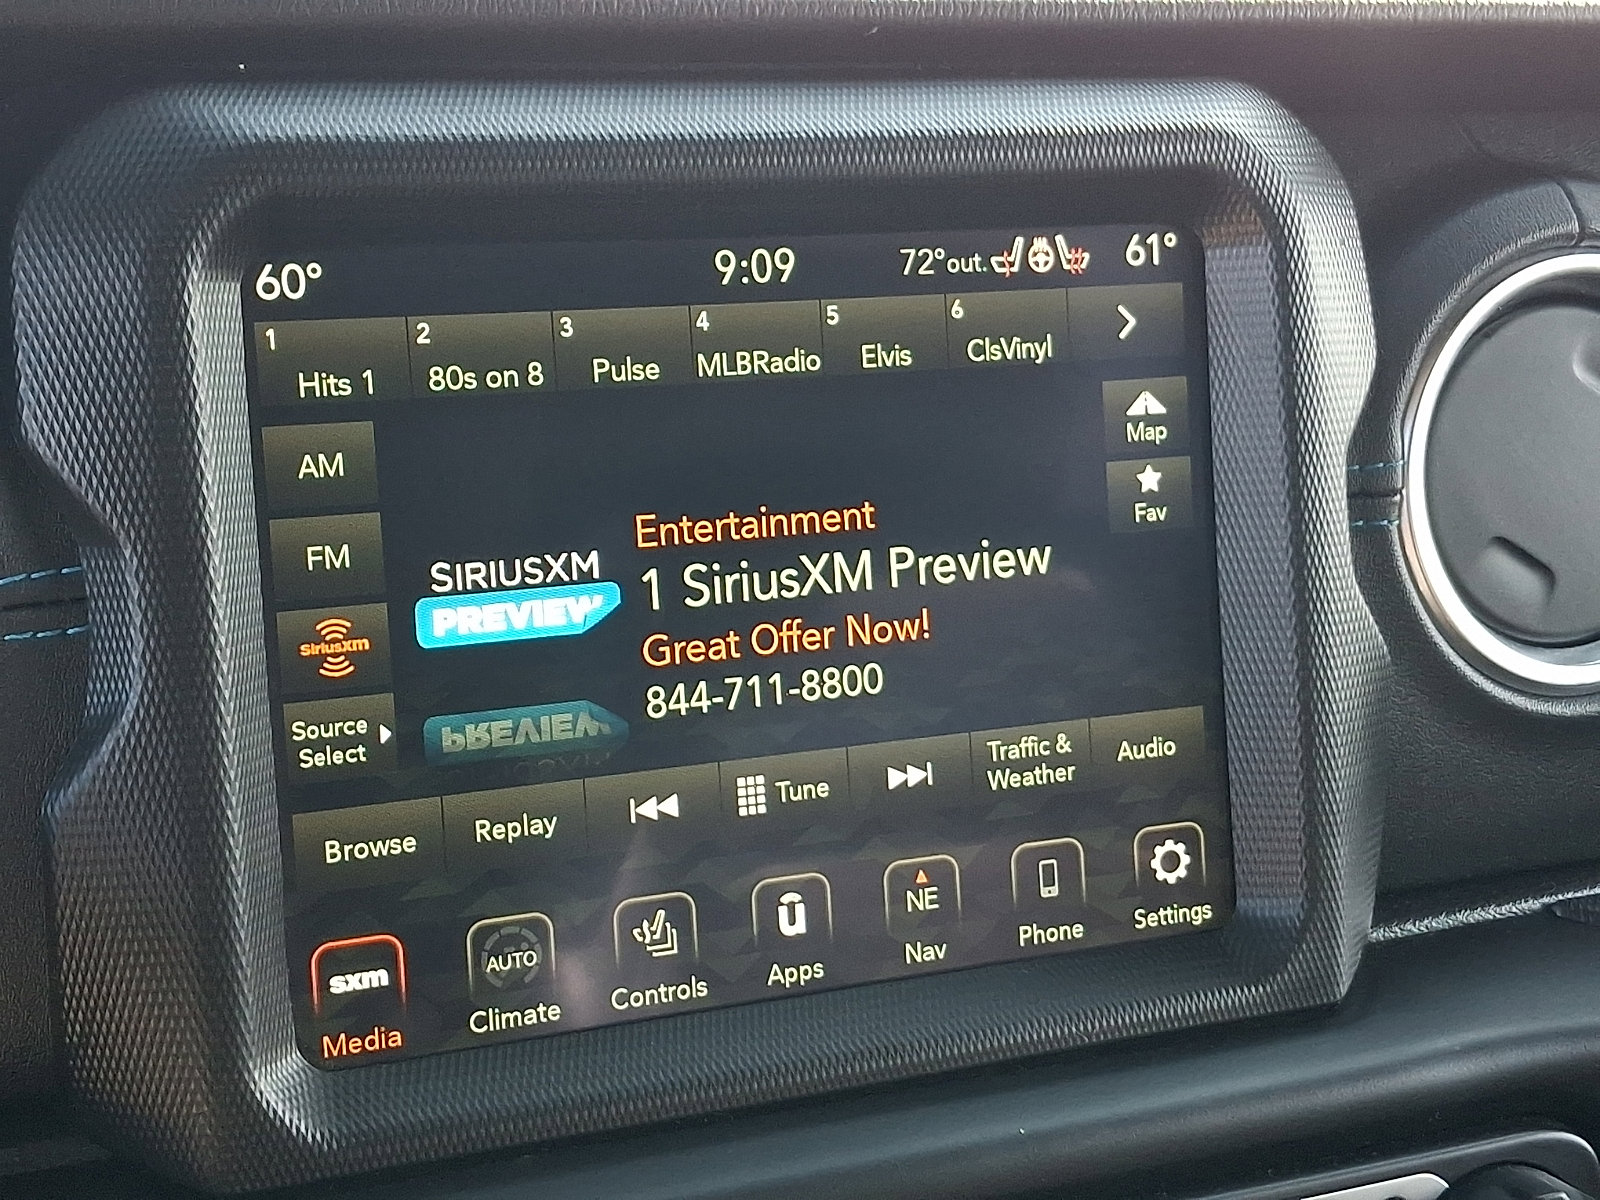 60° 9:09 72°out. 61°
1 2 3 4 5 6
Hits 1 80s on 8 Pulse MLBRadio Elvis ClsVinyl
AM
Map
FM
Fav
SiriusXM
Source
Select
SIRIUSXM
PREVIEW
Entertainment
1 SiriusXM Preview
Great Offer Now!
844-711-8800
Browse Replay Tune Traffic &
Weather Audio
sxm AUTO NE
Media Climate Controls Apps Nav Phone Settings